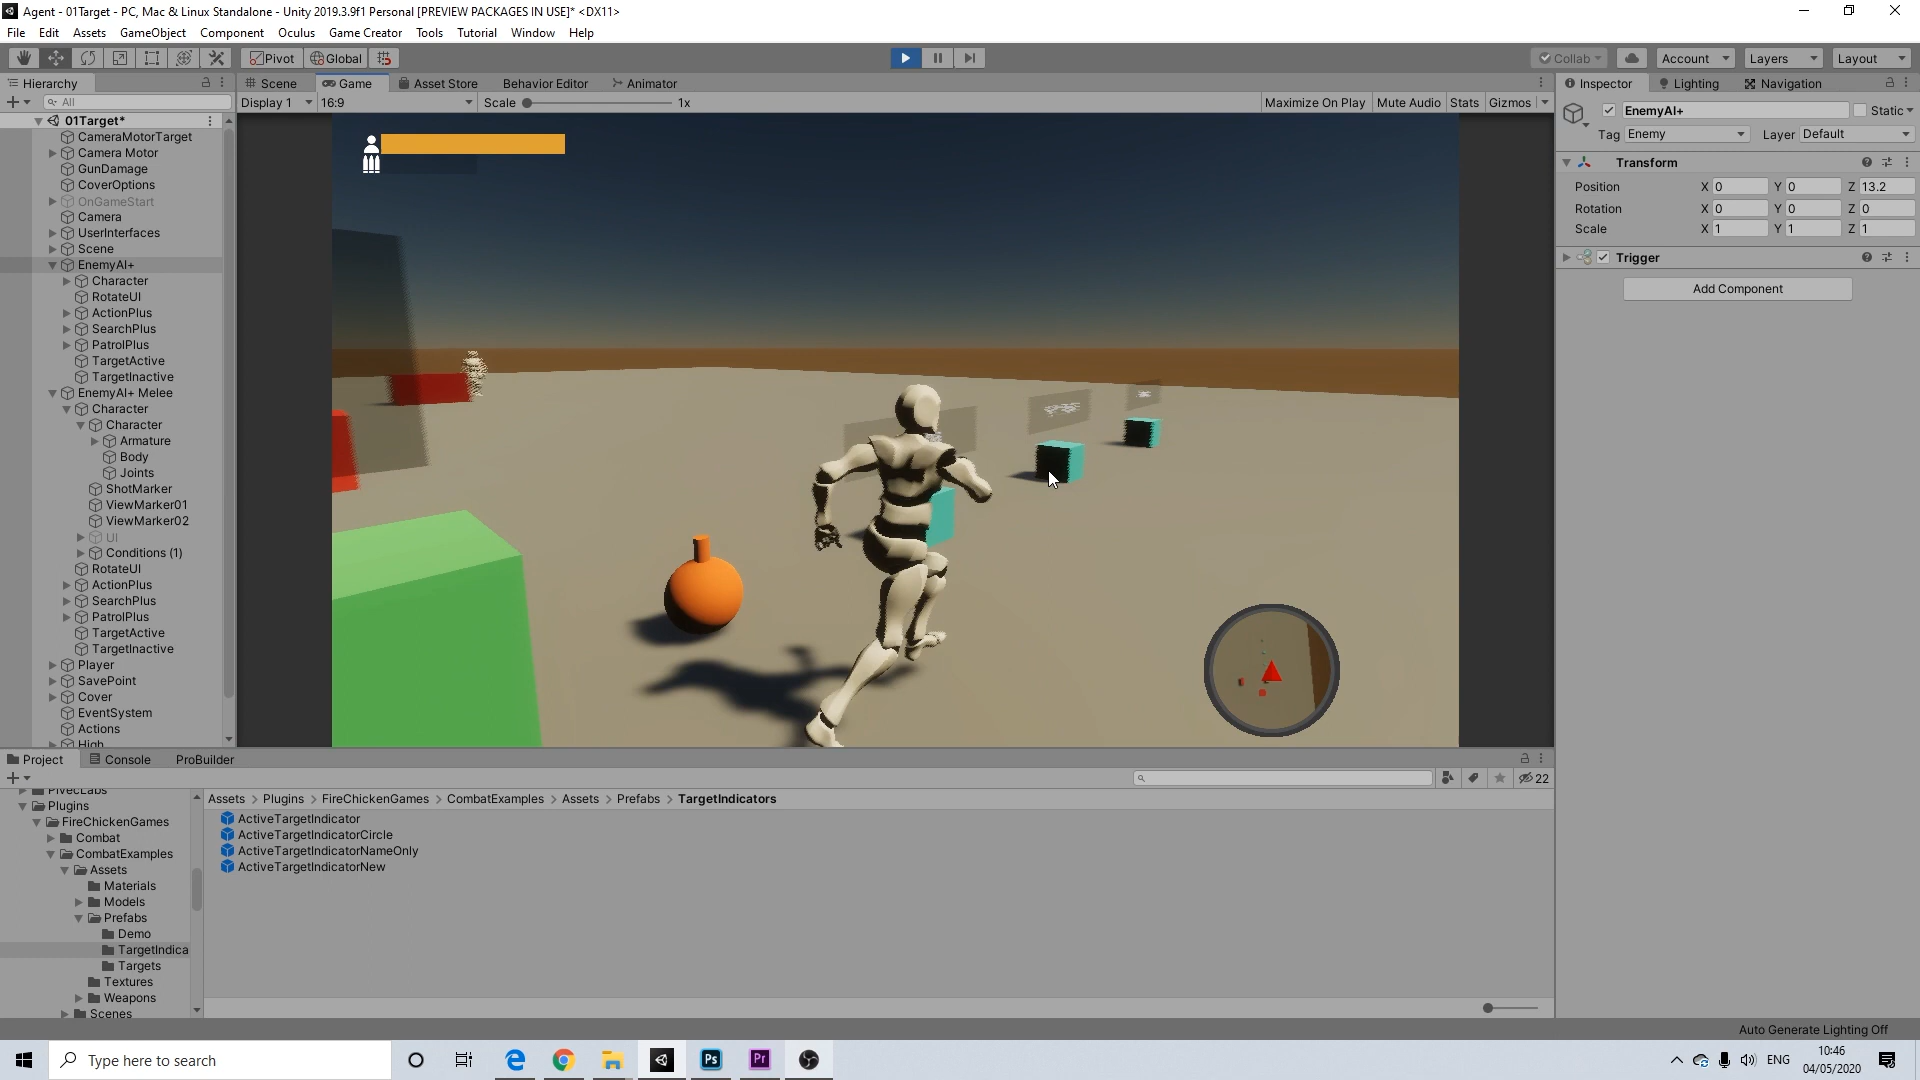 Agent - 01Target - PC, Mac & Linux Standalone - Unity 2019.3.9f1 Personal [PREVIEW PACKAGES IN USE]* <DX11>
File Edit Assets GameObject Component Oculus Game Creator Tools Tutorial Window Help
Pivot Global Collab Account Layers Layout
Hierarchy Scene Game Asset Store Behavior Editor Animator Inspector Lighting Navigation
All Display 1 16:9 Scale 1x Maximize On Play Mute Audio Stats Gizmos
01Target*
CameraMotorTarget
Camera Motor
GunDamage
CoverOptions
OnGameStart
Camera
UserInterfaces
Scene
EnemyAI+
Character
RotateUI
ActionPlus
SearchPlus
PatrolPlus
TargetActive
TargetInactive
EnemyAI+ Melee
Character
Character
Armature
Body
Joints
ShotMarker
ViewMarker01
ViewMarker02
UI
Conditions (1)
RotateUI
ActionPlus
SearchPlus
PatrolPlus
TargetActive
TargetInactive
Player
SavePoint
Cover
EventSystem
Actions
High
EnemyAI+ Static
Tag Enemy Layer Default
Transform
Position X 0 Y 0 Z 13.2
Rotation X 0 Y 0 Z 0
Scale X 1 Y 1 Z 1
Trigger
Add Component
Project Console ProBuilder
22
PivecLabs
Plugins
FireChickenGames
Combat
CombatExamples
Assets
Materials
Models
Prefabs
Demo
TargetIndica
Targets
Textures
Weapons
Scenes
Assets > Plugins > FireChickenGames > CombatExamples > Assets > Prefabs > TargetIndicators
ActiveTargetIndicator
ActiveTargetIndicatorCircle
ActiveTargetIndicatorNameOnly
ActiveTargetIndicatorNew
Auto Generate Lighting Off
Type here to search
Ps
Pr
ENG
10:46
04/05/2020